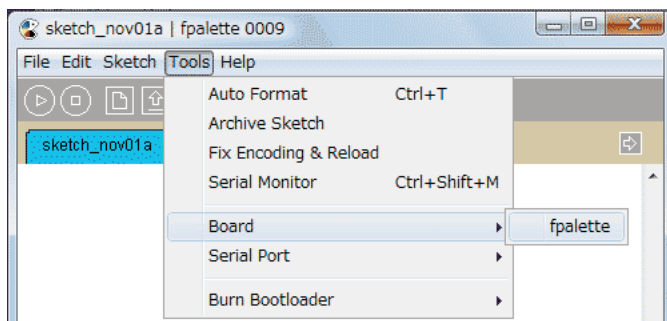 sketch_nov01a | fpalette 0009
File Edit Sketch Tools Help
Auto Format Ctrl+T
Archive Sketch
sketch_nov01a
Fix Encoding & Reload
Serial Monitor Ctrl+Shift+M
Board
fpalette
Serial Port
Burn Bootloader